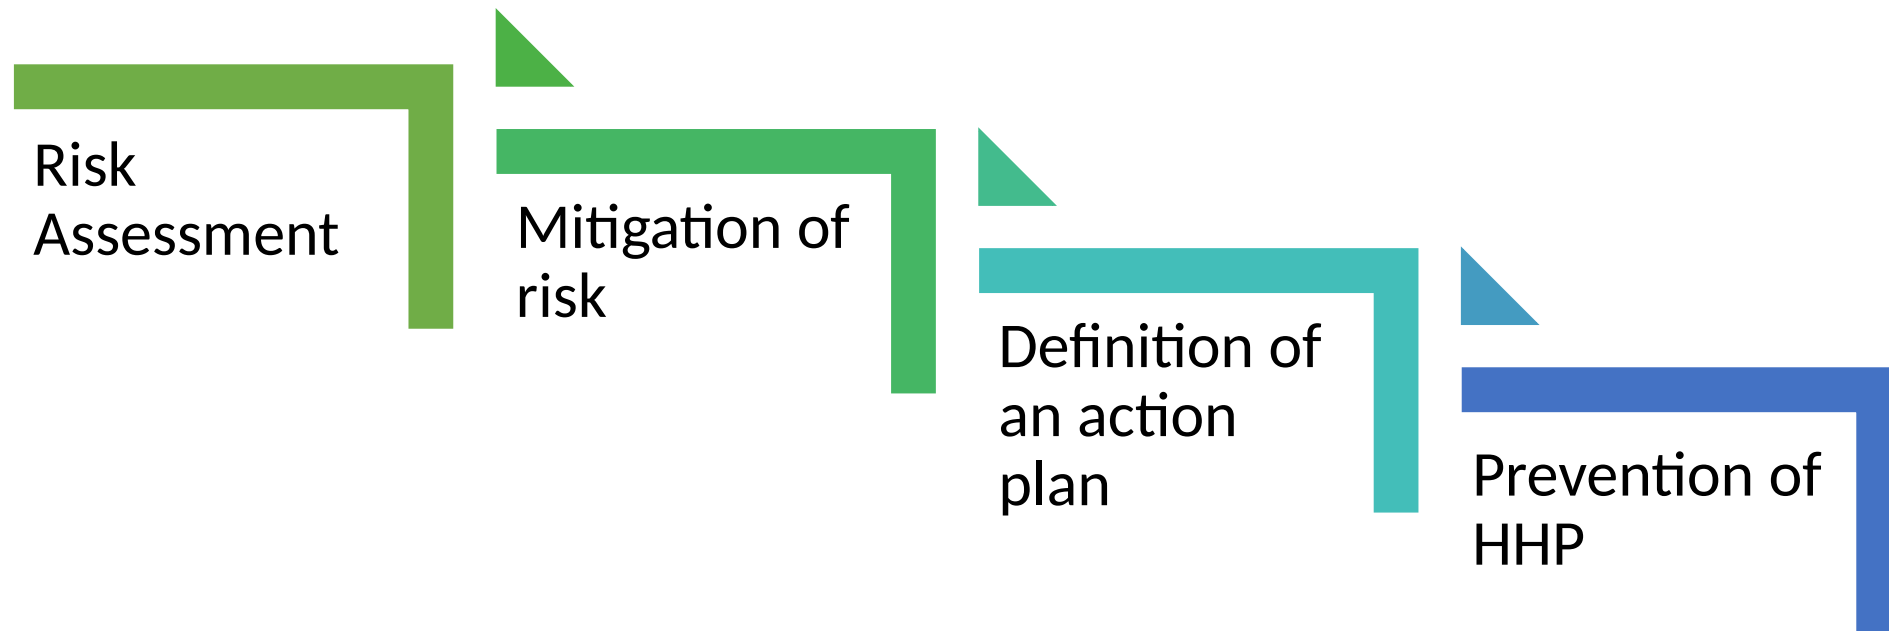 Risk
Assessment
Mitigation of
risk
Definition of
an action
plan
Prevention of
HHP